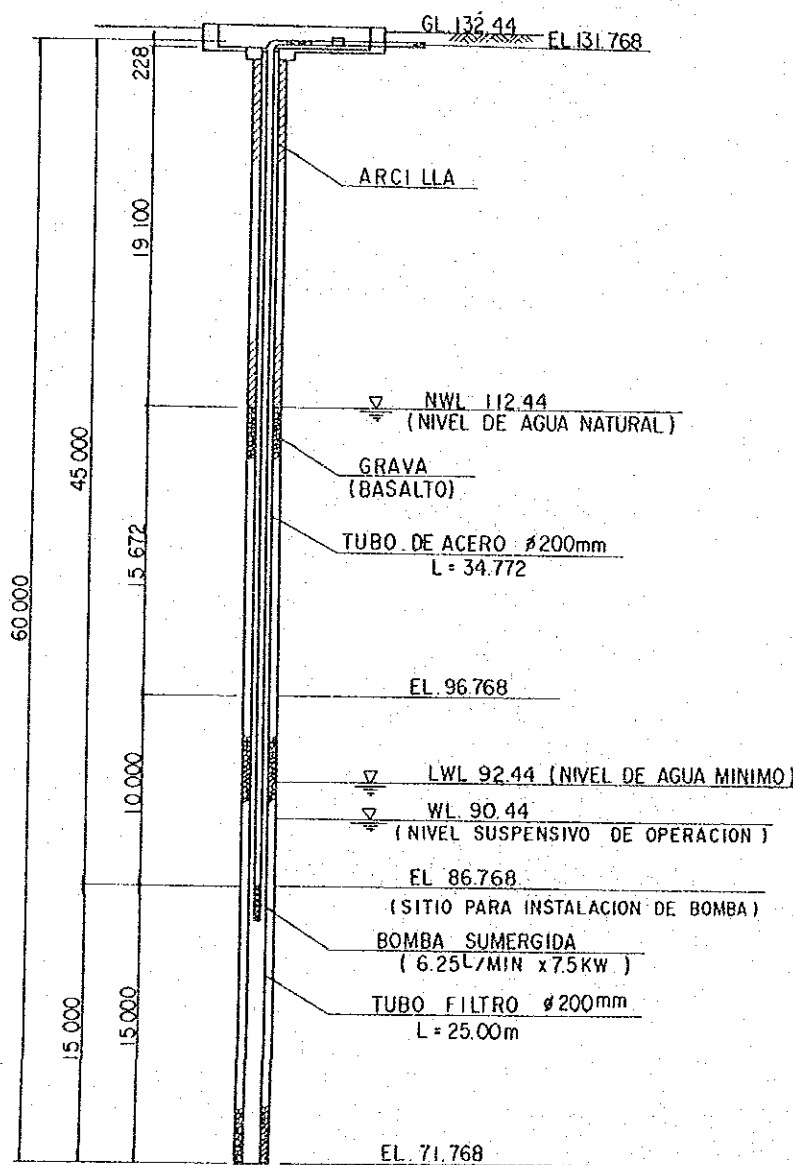 GL 132.44
EL 131.768
228
ARCILLA
19 100
NWL 112.44
(NIVEL DE AGUA NATURAL)
45 000
GRAVA
(BASALTO)
15 672
TUBO DE ACERO ø200mm
L = 34.772
60 000
EL. 96.768
10.000
LWL 92.44 (NIVEL DE AGUA MINIMO)
WL. 90.44
(NIVEL SUSPENSIVO DE OPERACION)
EL 86.768
(SITIO PARA INSTALACION DE BOMBA)
BOMBA SUMERGIDA
(6.25L/MIN x7.5KW)
TUBO FILTRO ø200mm
L = 25.00m
15 000
15 000
EL. 71.768